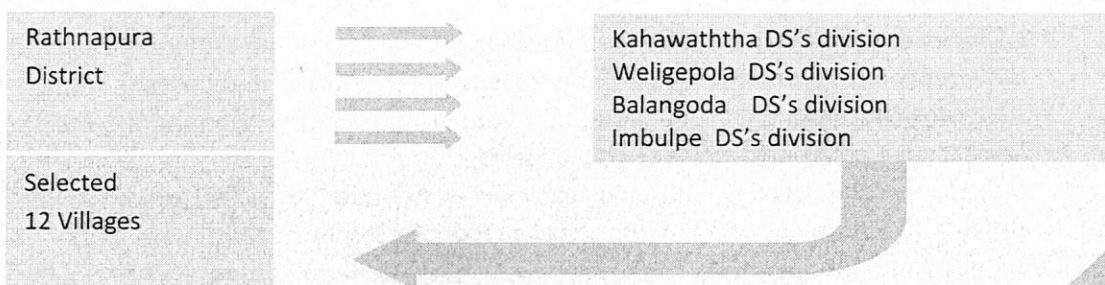 Rathnapura
District
Kahawaththa DS's division
Weligepola DS's division
Balangoda DS's division
Imbulpe DS's division
Selected
12 Villages